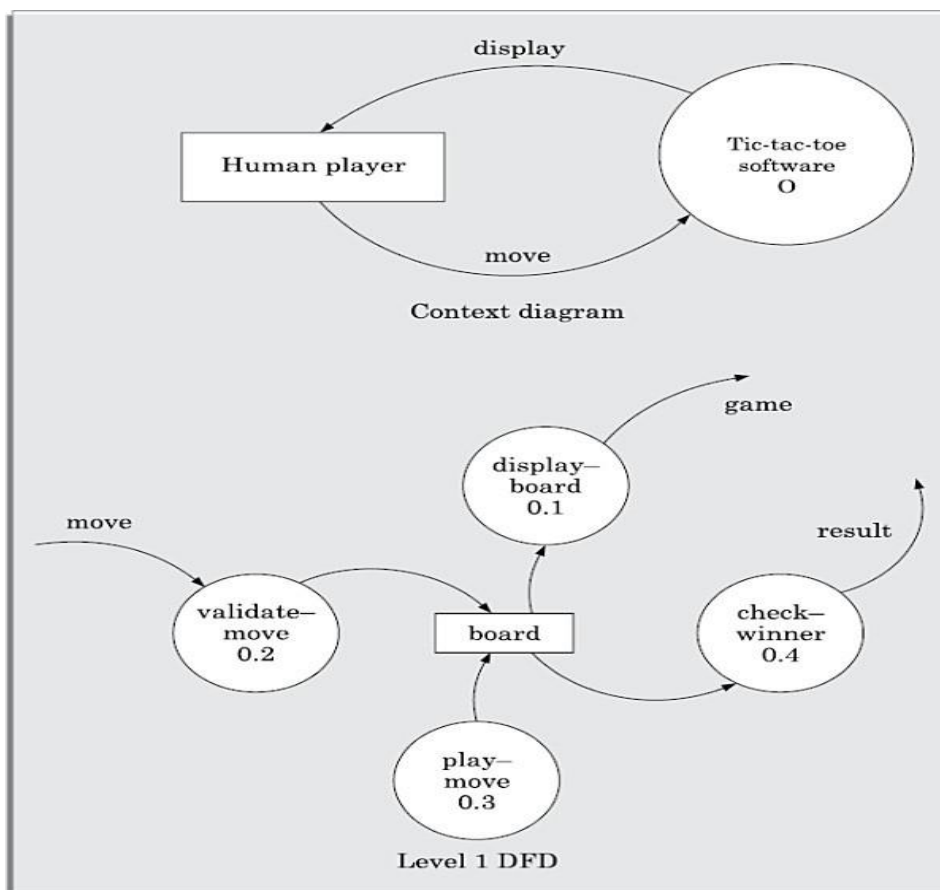 display
Human player
Tic-tac-toe
software
O
move
Context diagram
game
display–
board
0.1
move
result
validate–
move
0.2
board
check–
winner
0.4
play–
move
0.3
Level 1 DFD